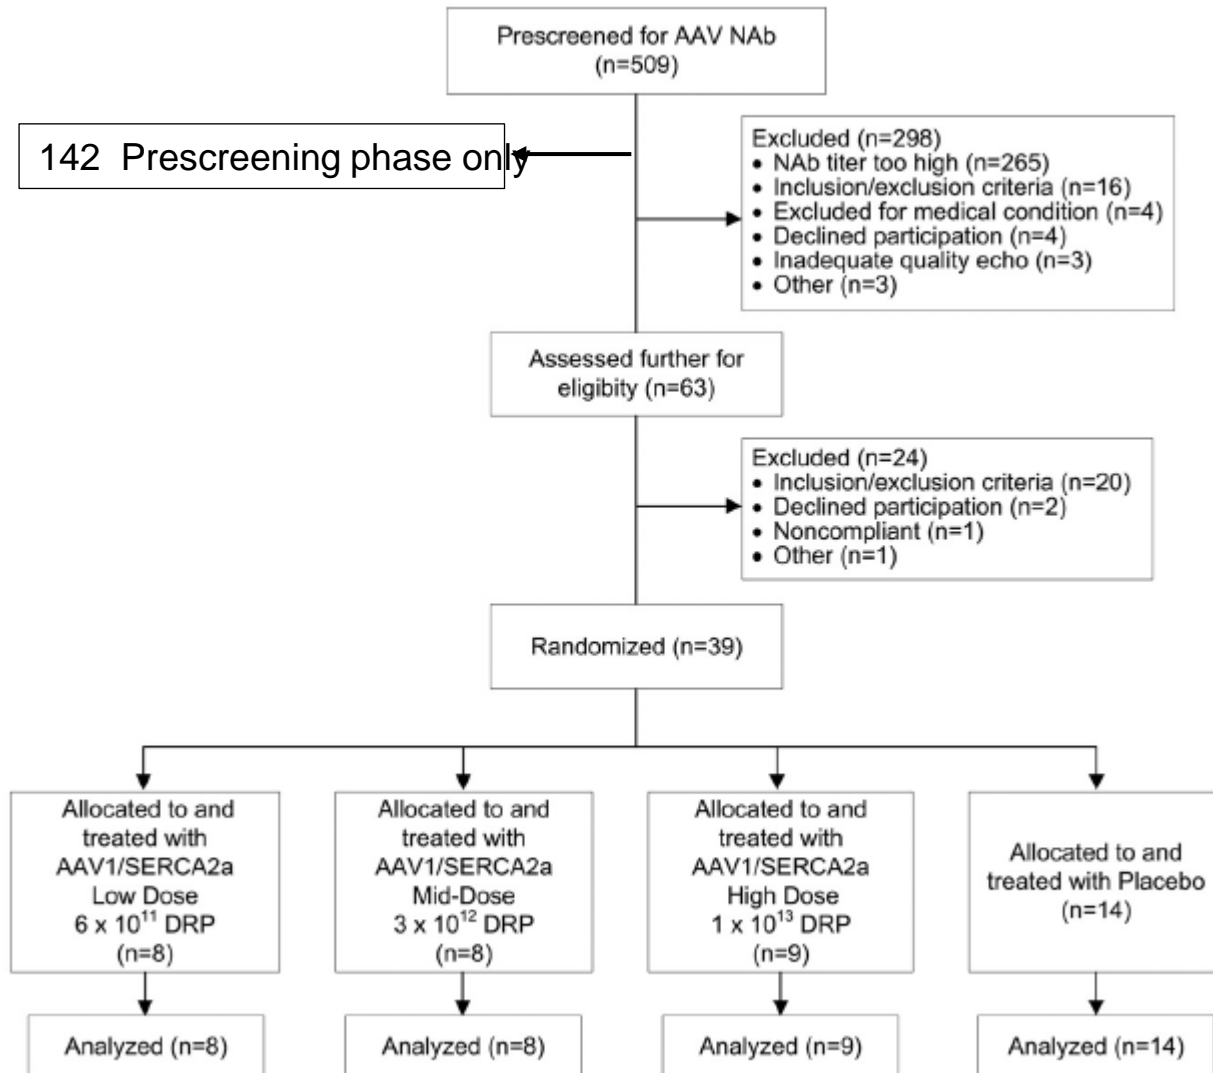 Prescreened for AAV NAb
(n=509)
142  Prescreening phase only
Excluded (n=298)
• NAb titer too high (n=265)
• Inclusion/exclusion criteria (n=16)
• Excluded for medical condition (n=4)
• Declined participation (n=4)
• Inadequate quality echo (n=3)
• Other (n=3)
Assessed further for
eligibity (n=63)
Excluded (n=24)
• Inclusion/exclusion criteria (n=20)
• Declined participation (n=2)
• Noncompliant (n=1)
• Other (n=1)
Randomized (n=39)
Allocated to and
treated with
AAV1/SERCA2a
Low Dose
6 x 10¹¹ DRP
(n=8)
Allocated to and
treated with
AAV1/SERCA2a
Mid-Dose
3 x 10¹² DRP
(n=8)
Allocated to and
treated with
AAV1/SERCA2a
High Dose
1 x 10¹³ DRP
(n=9)
Allocated to and
treated with Placebo
(n=14)
Analyzed (n=8)
Analyzed (n=8)
Analyzed (n=9)
Analyzed (n=14)